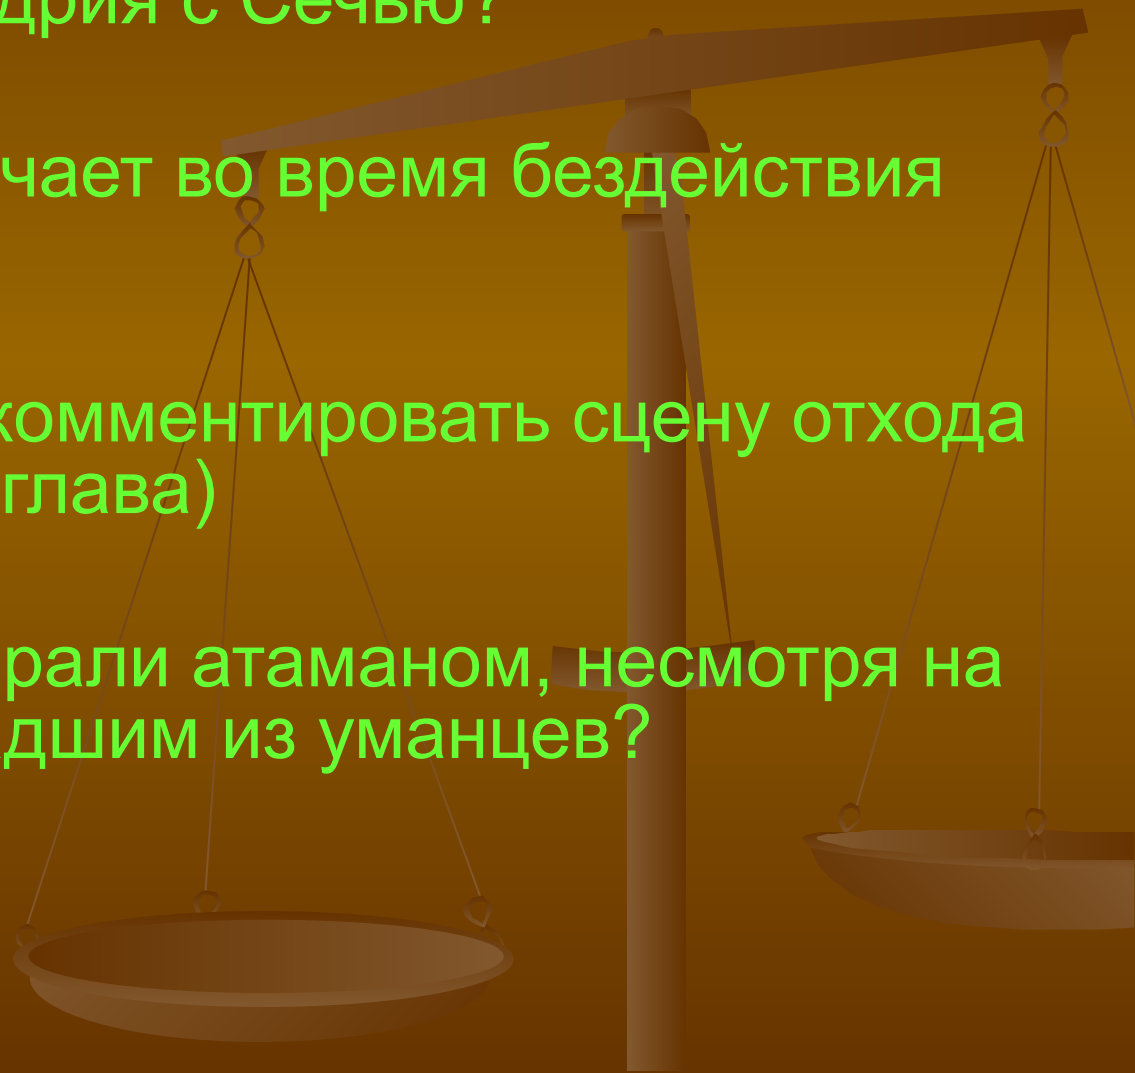 дрия с Сечью?
чает во время бездействия
комментировать сцену отхода
глава)
рали атаманом, несмотря на
дшим из уманцев?